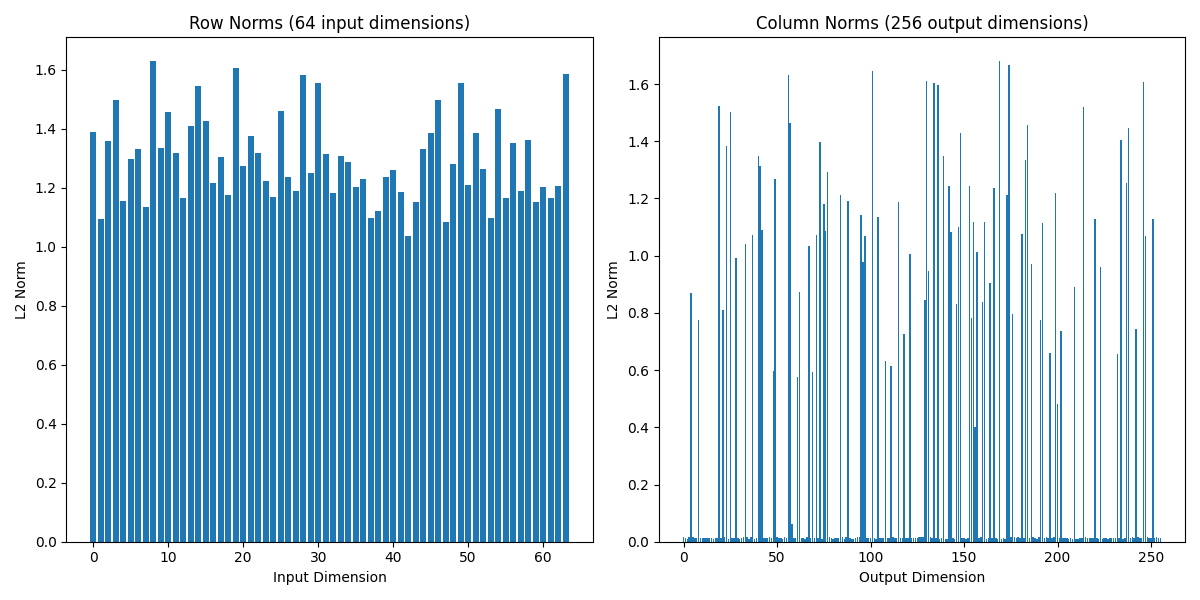 Row Norms (64 input dimensions)
L2 Norm
1.6
1.4
1.2
1.0
0.8
0.6
0.4
0.2
0.0
0 10 20 30 40 50 60
Input Dimension
Column Norms (256 output dimensions)
L2 Norm
1.6
1.4
1.2
1.0
0.8
0.6
0.4
0.2
0.0
0 50 100 150 200 250
Output Dimension